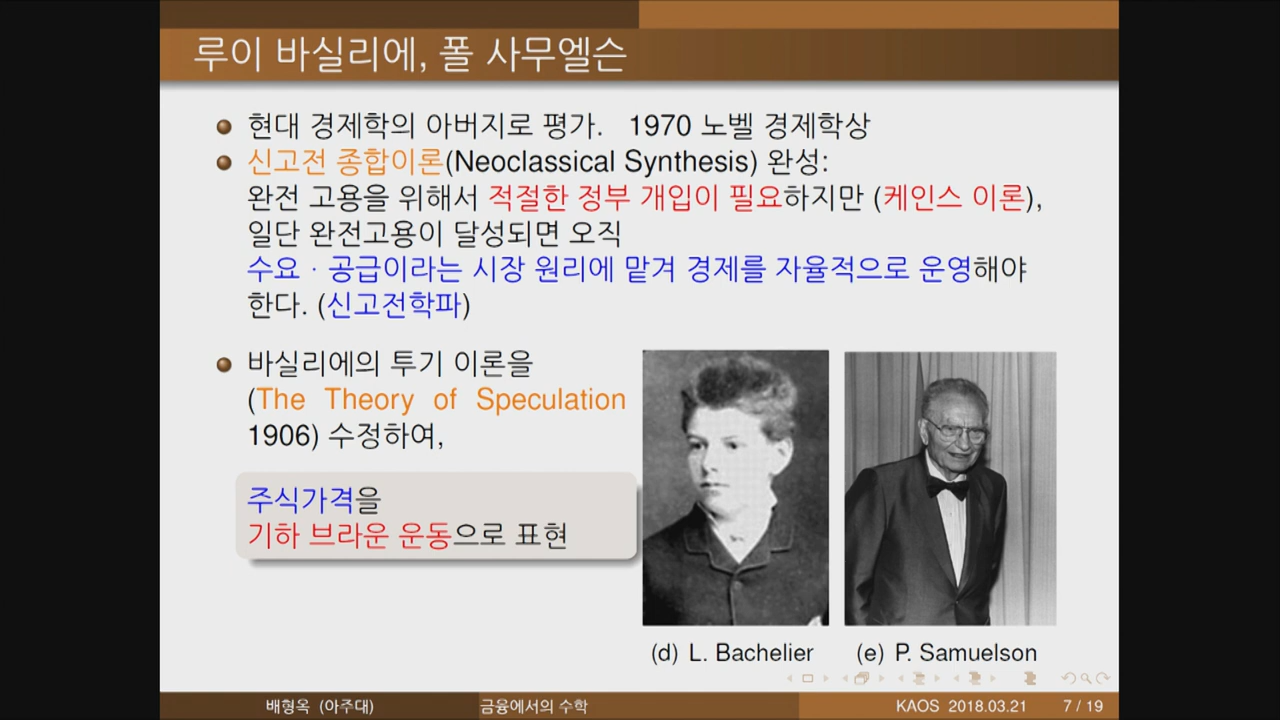 루이 바실리에, 폴 사무엘슨
현대 경제학의 아버지로 평가. 1970 노벨 경제학상
신고전 종합이론(Neoclassical Synthesis) 완성:
완전 고용을 위해서 적절한 정부 개입이 필요하지만 (케인스 이론),
일단 완전고용이 달성되면 오직
수요 · 공급이라는 시장 원리에 맡겨 경제를 자율적으로 운영해야
한다. (신고전학파)
바실리에의 투기 이론을
(The Theory of Speculation
1906) 수정하여,
주식가격을
기하 브라운 운동으로 표현
(d) L. Bachelier
(e) P. Samuelson
배형옥 (아주대)
금융에서의 수학
KAOS 2018.03.21
7 / 19